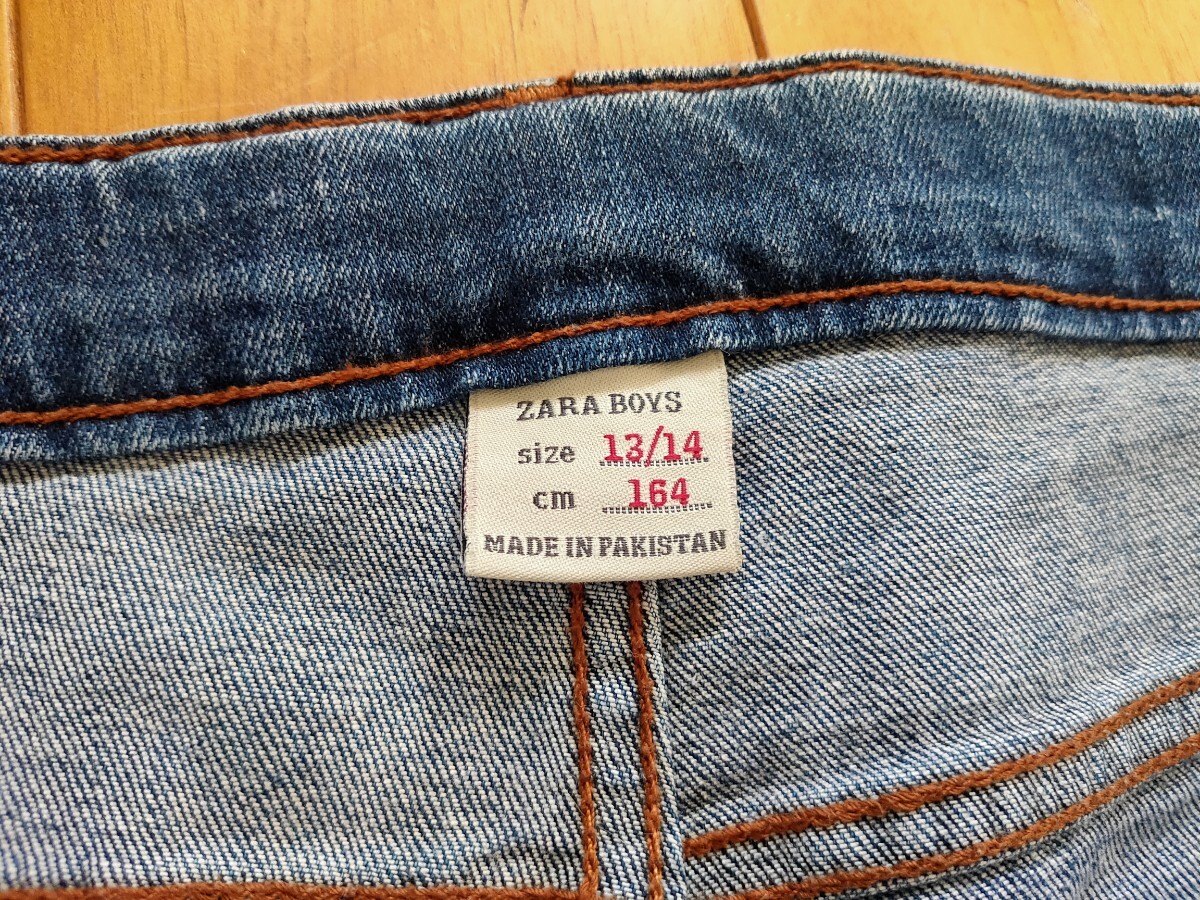 ZARA BOYS
size 13/14
cm 164
MADE IN PAKISTAN